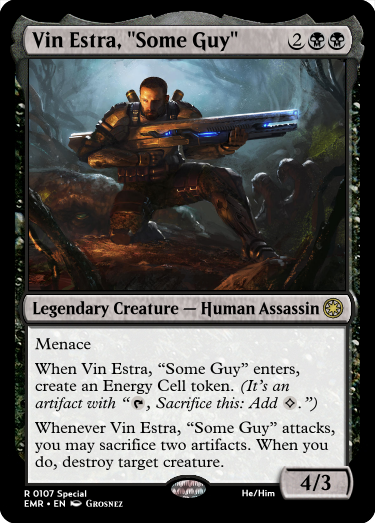 Vin Estra, "Some Guy" 2
Legendary Creature — Human Assassin
Menace
When Vin Estra, “Some Guy” enters,
create an Energy Cell token. (It’s an
artifact with “, Sacrifice this: Add .”)
Whenever Vin Estra, “Some Guy” attacks,
you may sacrifice two artifacts. When you
do, destroy target creature.
4/3
R 0107 Special
EMR • EN Grosnez
He/Him